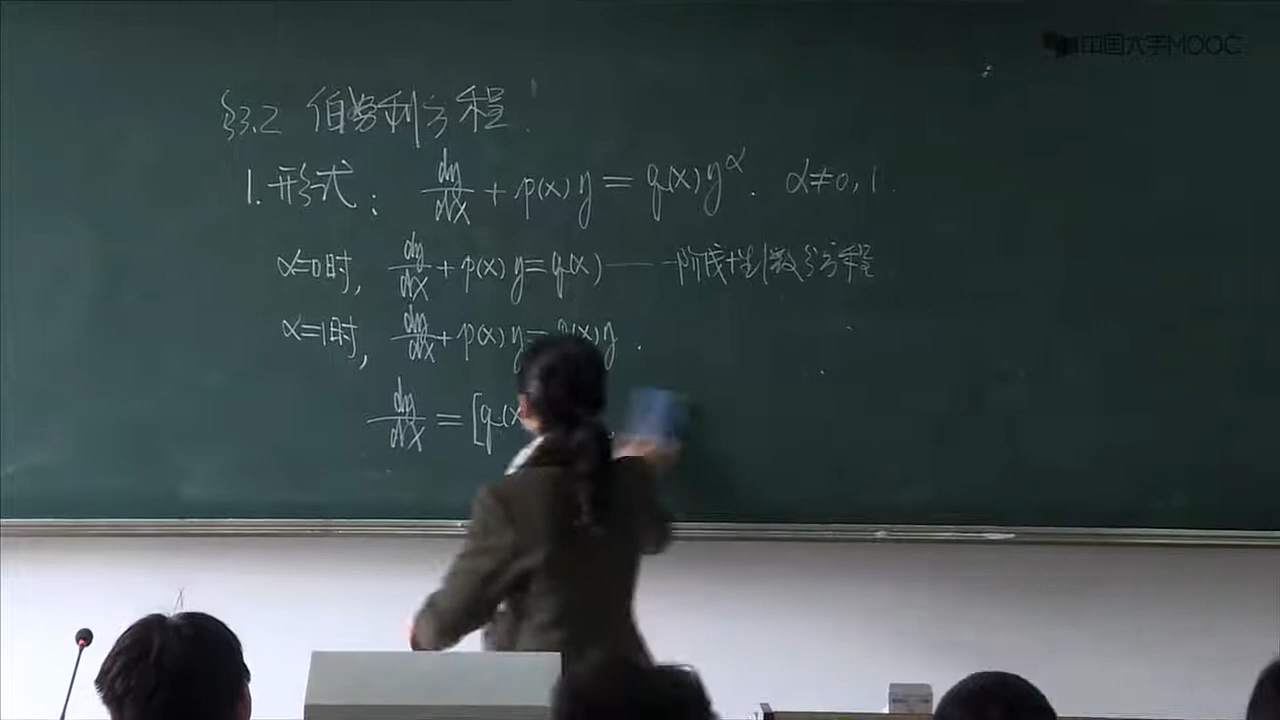 中国大学MOOC
§3.2 伯努利方程.
1. 形式: dy/dx + p(x)y = q(x)y^α. α≠0,1.
α=0时, dy/dx + p(x)y=q(x) —— 一阶线性微分方程
α=1时, dy/dx + p(x)y= q(x)y.
dy/dx = [q(x